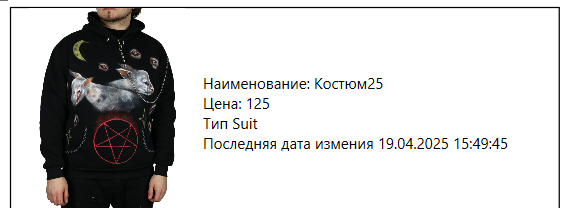 Наименование: Костюм25
Цена: 125
Тип Suit
Последняя дата измения 19.04.2025 15:49:45